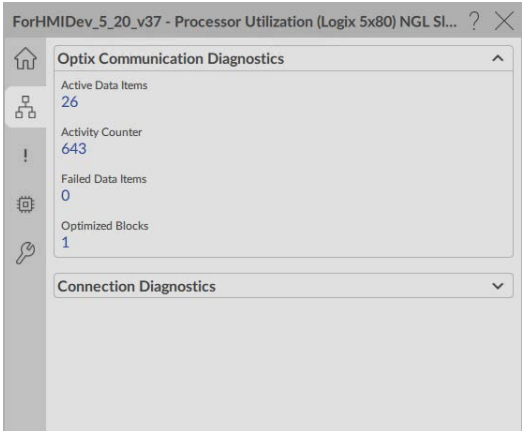 ForHMIDev_5_20_v37 - Processor Utilization (Logix 5x80) NGL Sl... ?
Optix Communication Diagnostics
Active Data Items
26
Activity Counter
643
Failed Data Items
0
Optimized Blocks
1
!
Connection Diagnostics